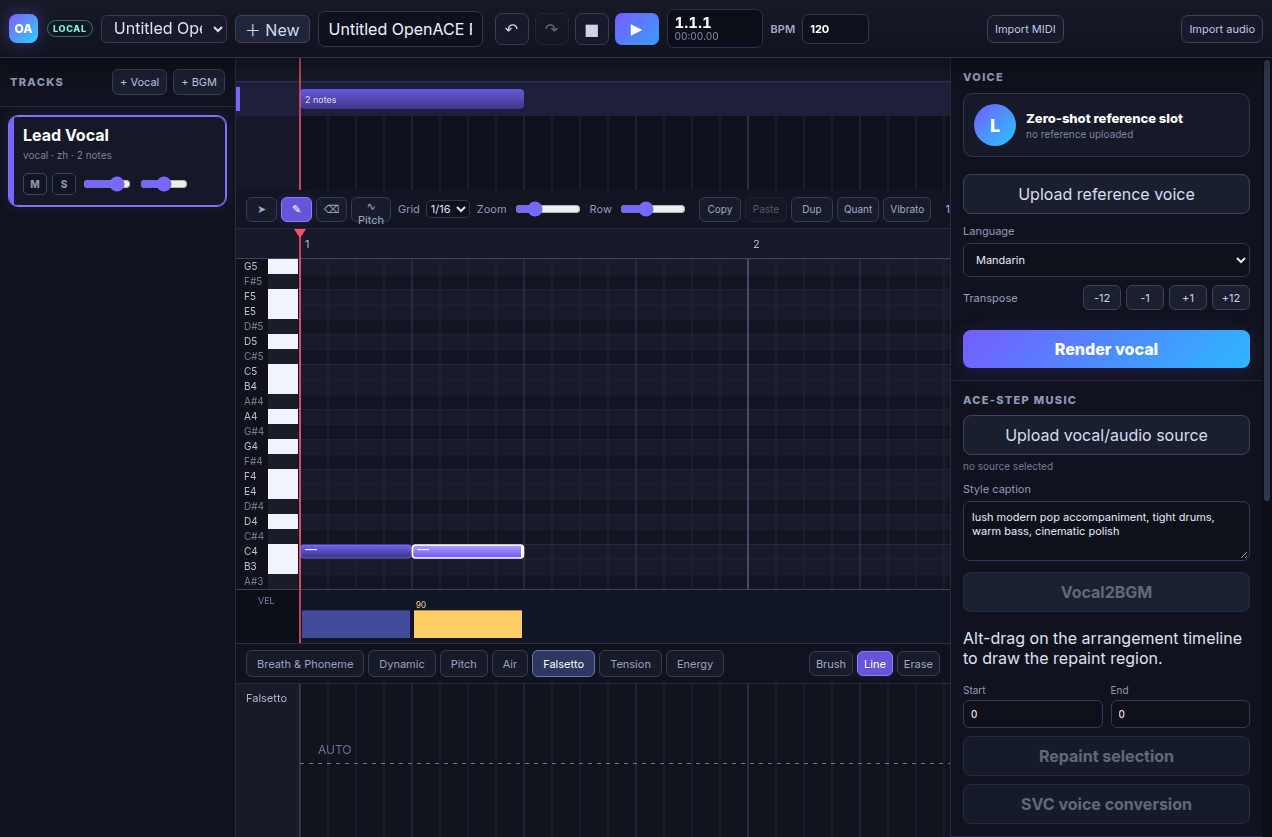 OA
LOCAL
Untitled Ope
+ New
Untitled OpenACE P
1.1.1
00:00.00
BPM
120
Import MIDI
Import audio
TRACKS
+ Vocal
+ BGM
Lead Vocal
vocal · zh · 2 notes
M
S
2 notes
Pitch
Grid
1/16
Zoom
Row
Copy
Paste
Dup
Quant
Vibrato
1
1
2
G5
F#5
F5
E5
D#5
D5
C#5
C5
B4
A#4
A4
G#4
G4
F#4
F4
E4
D#4
D4
C#4
C4
B3
A#3
VEL
90
Breath & Phoneme
Dynamic
Pitch
Air
Falsetto
Tension
Energy
Brush
Line
Erase
Falsetto
AUTO
VOICE
L
Zero-shot reference slot
no reference uploaded
Upload reference voice
Language
Mandarin
Transpose
-12
-1
+1
+12
Render vocal
ACE-STEP MUSIC
Upload vocal/audio source
no source selected
Style caption
lush modern pop accompaniment, tight drums,
warm bass, cinematic polish
Vocal2BGM
Alt-drag on the arrangement timeline
to draw the repaint region.
Start
End
0
0
Repaint selection
SVC voice conversion